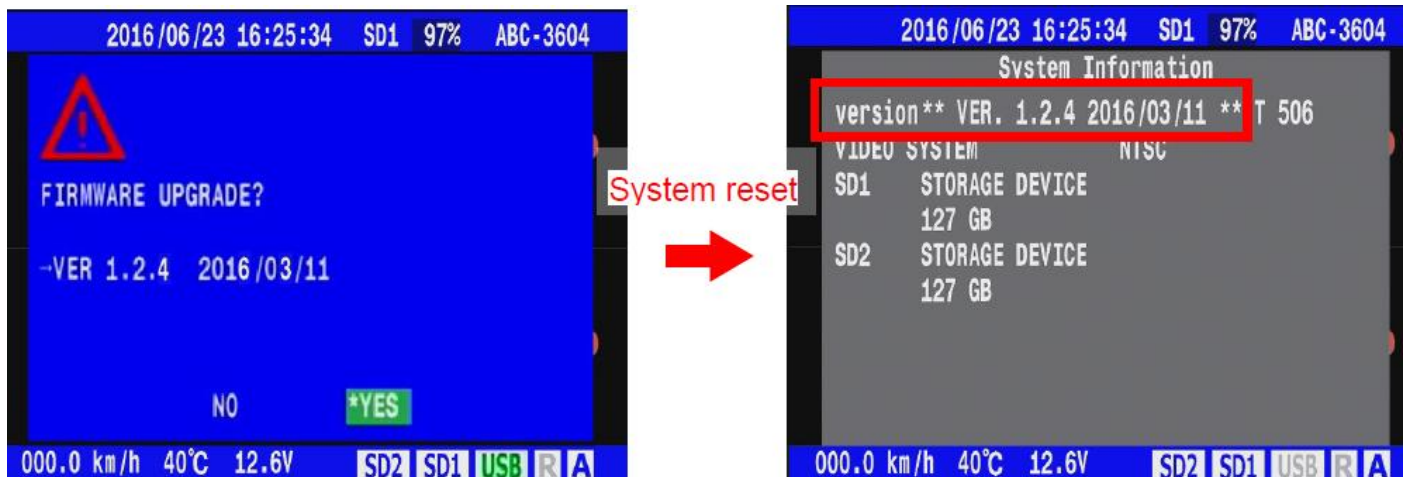 2016/06/23 16:25:34 SD1 97% ABC-3604
FIRMWARE UPGRADE?
→VER 1.2.4 2016/03/11
NO *YES
000.0 km/h 40℃ 12.6V SD2 SD1 USB R A
System reset
2016/06/23 16:25:34 SD1 97% ABC-3604
System Information
version** VER. 1.2.4 2016/03/11 ** T 506
VIDEO SYSTEM NTSC
SD1 STORAGE DEVICE
127 GB
SD2 STORAGE DEVICE
127 GB
000.0 km/h 40℃ 12.6V SD2 SD1 USB R A